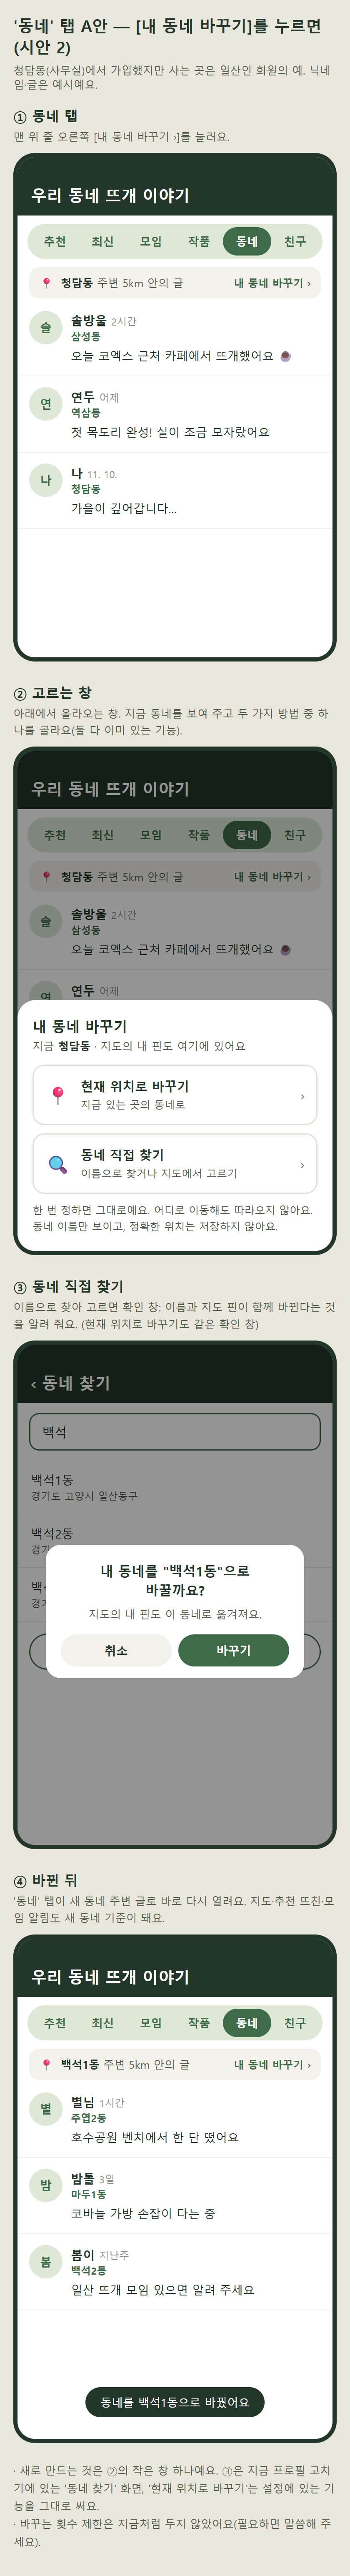 '동네' 탭 A안 — [내 동네 바꾸기]를 누르면
(시안 2)
청담동(사무실)에서 가입했지만 사는 곳은 일산인 회원의 예. 닉네
임·글은 예시예요.
① 동네 탭
맨 위 줄 오른쪽 [내 동네 바꾸기 ›]를 눌러요.
우리 동네 뜨개 이야기
추천 최신 모임 작품 동네 친구
📍 청담동 주변 5km 안의 글 내 동네 바꾸기 ›
솔 솔방울 2시간
삼성동
오늘 코엑스 근처 카페에서 뜨개했어요 🧶
연 연두 어제
역삼동
첫 목도리 완성! 실이 조금 모자랐어요
나 나 11. 10.
청담동
가을이 깊어갑니다...
② 고르는 창
아래에서 올라오는 창. 지금 동네를 보여 주고 두 가지 방법 중 하
나를 골라요(둘 다 이미 있는 기능).
우리 동네 뜨개 이야기
추천 최신 모임 작품 동네 친구
📍 청담동 주변 5km 안의 글 내 동네 바꾸기 ›
솔 솔방울 2시간
삼성동
오늘 코엑스 근처 카페에서 뜨개했어요 🧶
연 연두 어제
내 동네 바꾸기
지금 청담동 · 지도의 내 핀도 여기에 있어요
📍 현재 위치로 바꾸기 ›
지금 있는 곳의 동네로
🔍 동네 직접 찾기 ›
이름으로 찾거나 지도에서 고르기
한 번 정하면 그대로예요. 어디로 이동해도 따라오지 않아요.
동네 이름만 보이고, 정확한 위치는 저장하지 않아요.
③ 동네 직접 찾기
이름으로 찾아 고르면 확인 창: 이름과 지도 핀이 함께 바뀐다는 것
을 알려 줘요. (현재 위치로 바꾸기도 같은 확인 창)
‹ 동네 찾기
백석
백석1동
경기도 고양시 일산동구
백석2동
경기
백
경기
내 동네를 "백석1동"으로
바꿀까요?
지도의 내 핀도 이 동네로 옮겨져요.
취소 바꾸기
④ 바뀐 뒤
'동네' 탭이 새 동네 주변 글로 바로 다시 열려요. 지도·추천 뜨친·모
임 알림도 새 동네 기준이 돼요.
우리 동네 뜨개 이야기
추천 최신 모임 작품 동네 친구
📍 백석1동 주변 5km 안의 글 내 동네 바꾸기 ›
별 별님 1시간
주엽2동
호수공원 벤치에서 한 단 떴어요
밤 밤톨 3일
마두1동
코바늘 가방 손잡이 다는 중
봄 봄이 지난주
백석2동
일산 뜨개 모임 있으면 알려 주세요
동네를 백석1동으로 바꿨어요
· 새로 만드는 것은 ②의 작은 창 하나예요. ③은 지금 프로필 고치
기에 있는 '동네 찾기' 화면, '현재 위치로 바꾸기'는 설정에 있는 기
능을 그대로 써요.
· 바꾸는 횟수 제한은 지금처럼 두지 않았어요(필요하면 말씀해 주
세요).